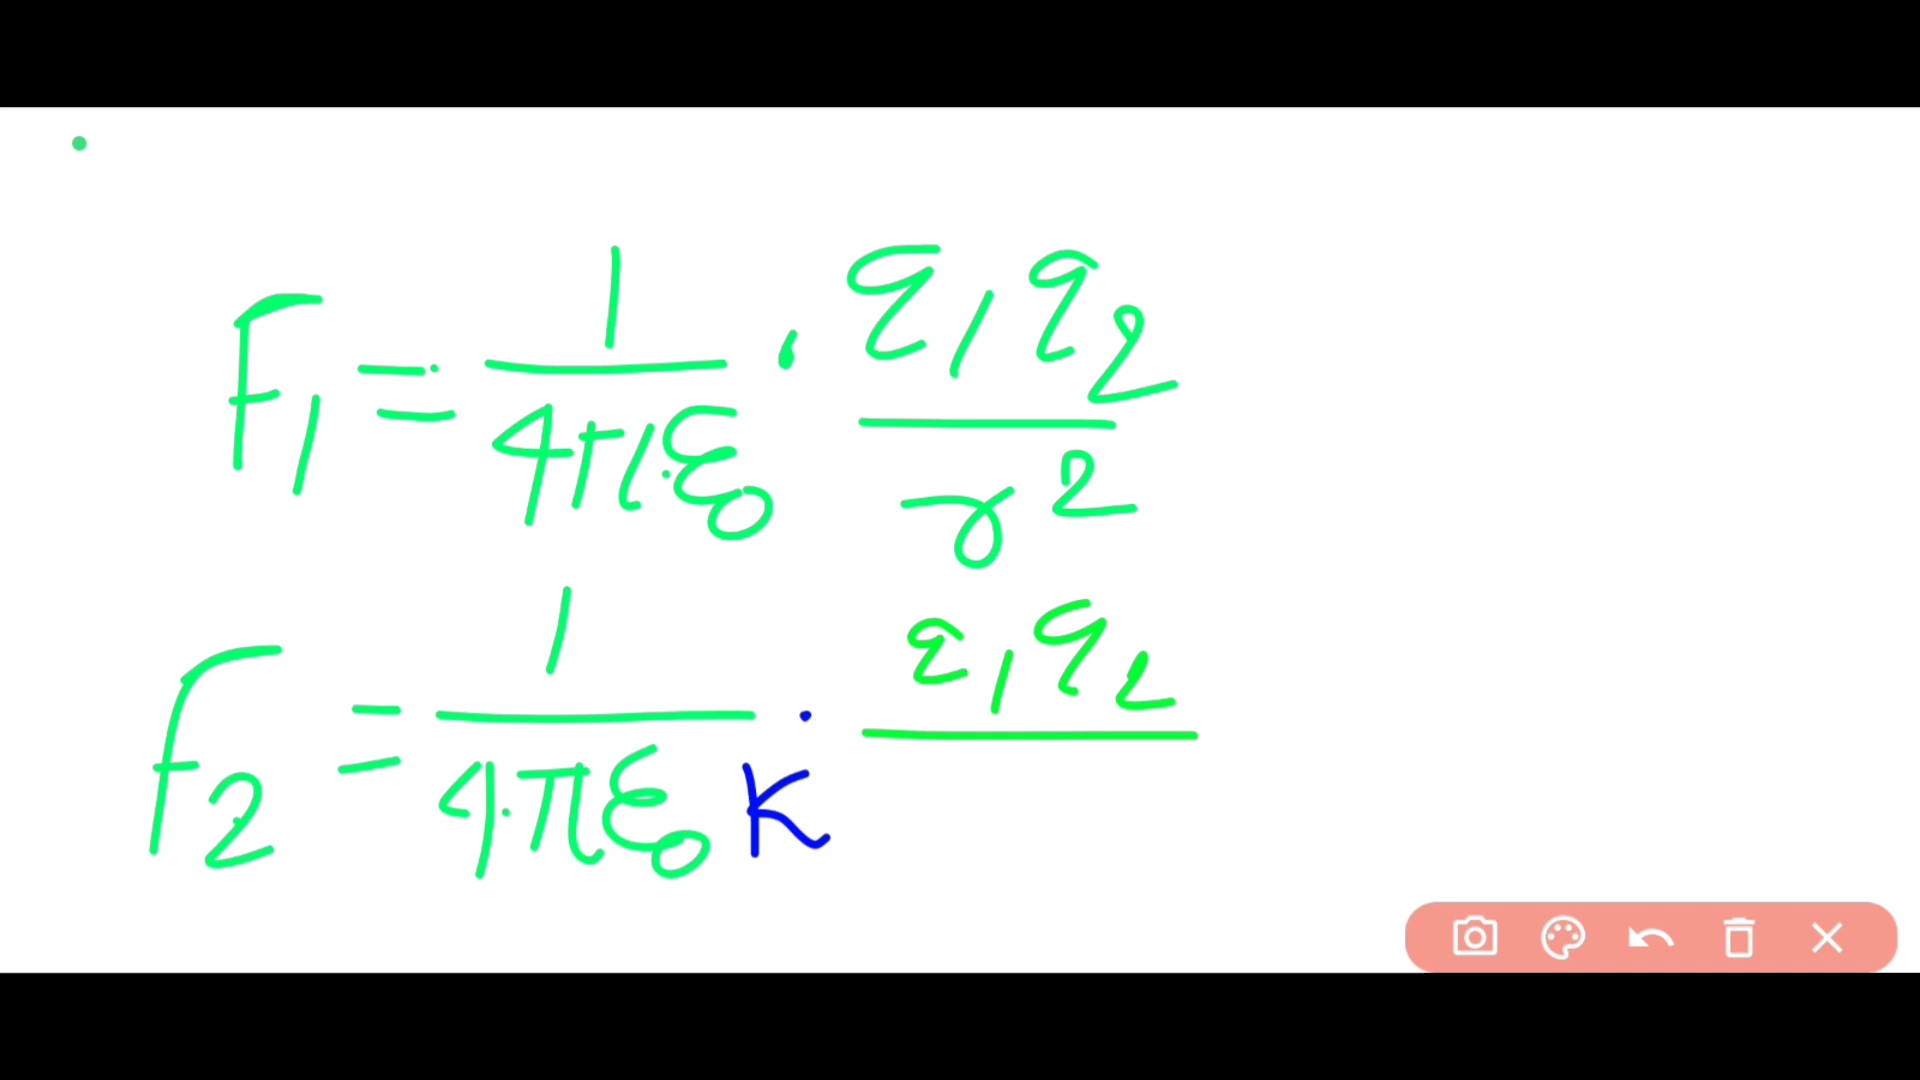 F₁ = 1/4πε₀ · q₁q₂/r²
F₂ = 1/4πε₀K · q₁q₂/